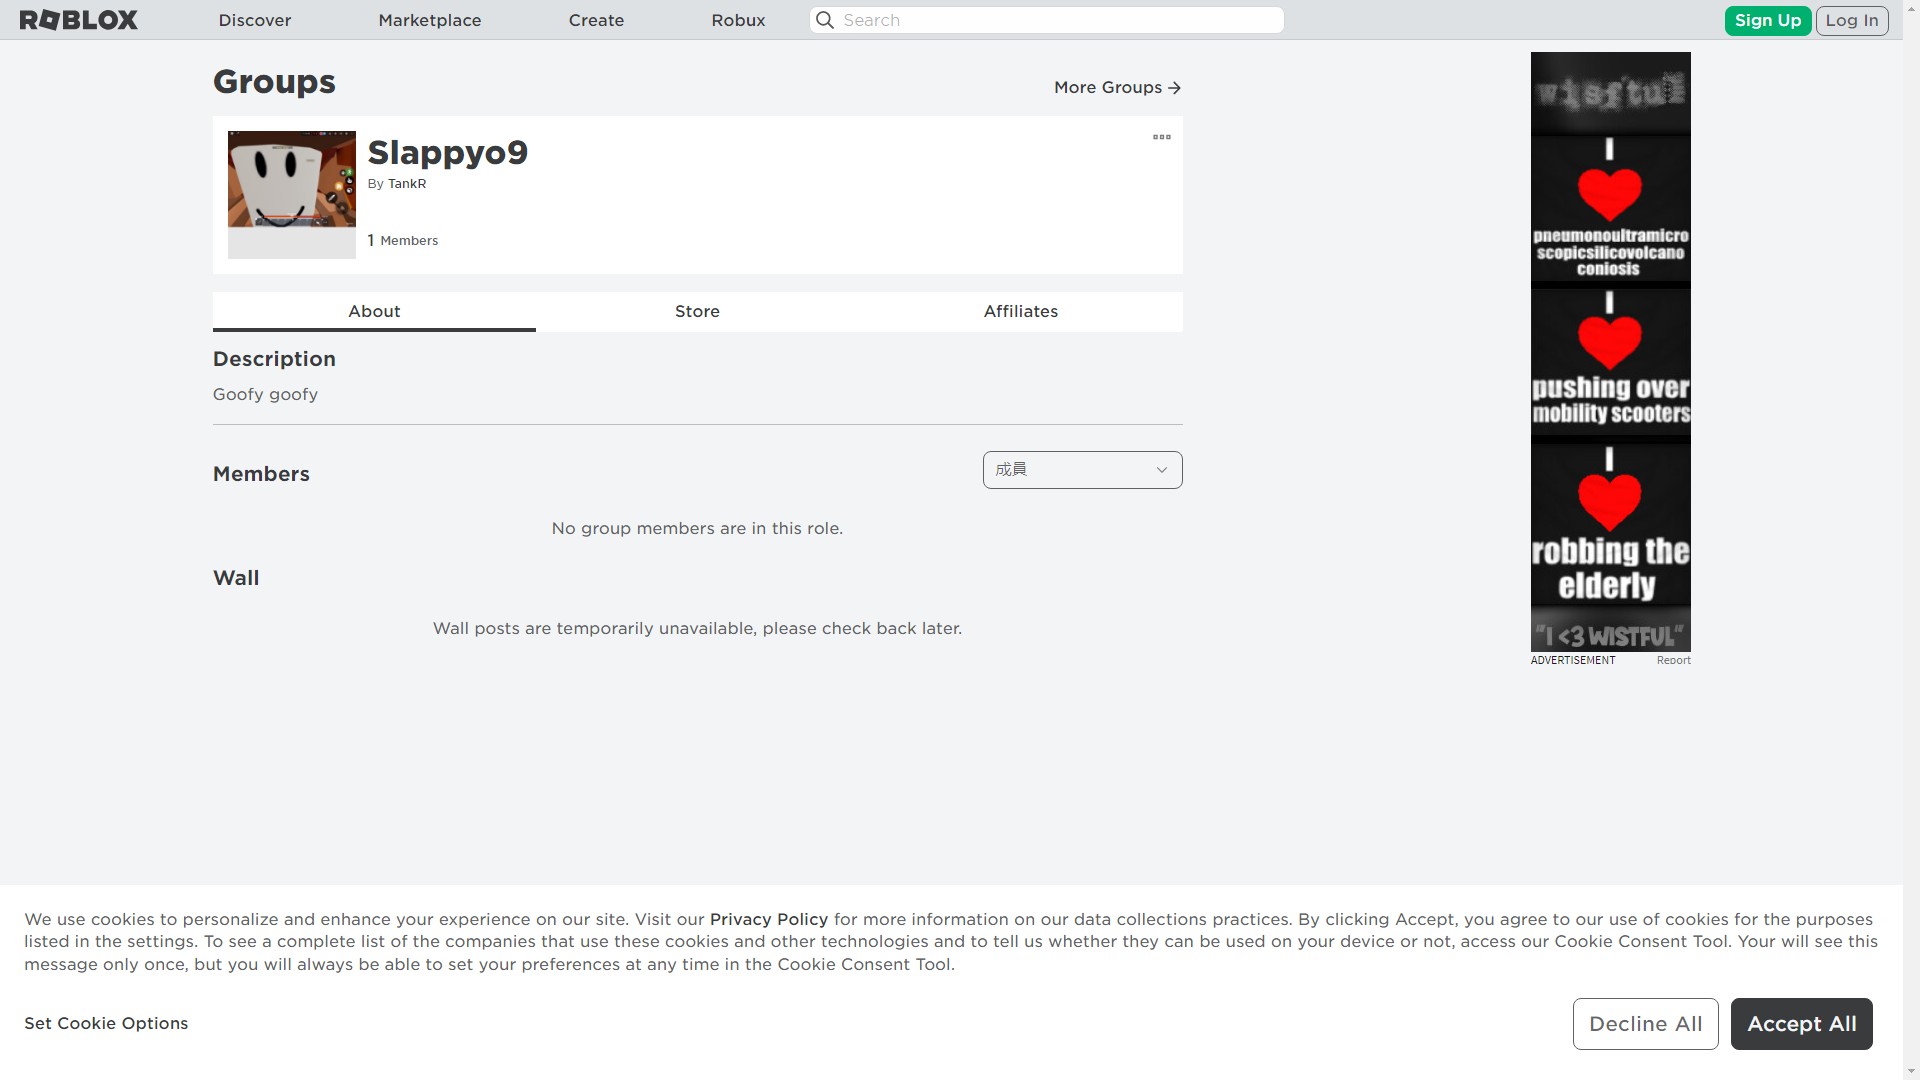 ROBLOX
Discover
Marketplace
Create
Robux
Search
Sign Up
Log In
Groups
More Groups
Slappyo9
By TankR
1 Members
About
Store
Affiliates
Description
Goofy goofy
Members
成員
No group members are in this role.
Wall
Wall posts are temporarily unavailable, please check back later.
wisftul
I
pneumonoultramicro
scopicsilicovolcano
coniosis
I
pushing over
mobility scooters
I
robbing the
elderly
"I <3 WISTFUL"
ADVERTISEMENT
Report
We use cookies to personalize and enhance your experience on our site. Visit our Privacy Policy for more information on our data collections practices. By clicking Accept, you agree to our use of cookies for the purposes
listed in the settings. To see a complete list of the companies that use these cookies and other technologies and to tell us whether they can be used on your device or not, access our Cookie Consent Tool. Your will see this
message only once, but you will always be able to set your preferences at any time in the Cookie Consent Tool.
Set Cookie Options
Decline All
Accept All